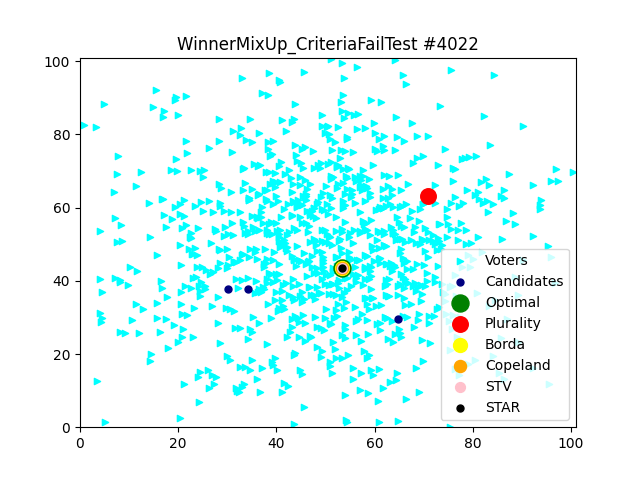 WinnerMixUp_CriteriaFailTest #4022
100
80
60
40
20
0
0 20 40 60 80 100
Voters
Candidates
Optimal
Plurality
Borda
Copeland
STV
STAR